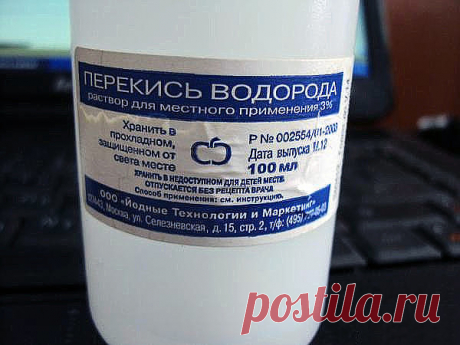 ПЕРЕКИСЬ ВОДОРОДА
раствор для местного применения 3%
Хранить в
прохладном,
защищенном от
света месте
Р № 002554/01-2003
Дата выпуска
100 мл
ХРАНИТЬ В НЕДОСТУПНОМ ДЛЯ ДЕТЕЙ МЕСТЕ.
ОТПУСКАЕТСЯ БЕЗ РЕЦЕПТА ВРАЧА
Способ применения: см. инструкцию.
ООО «Йодные Технологии и Маркетинг»
Москва, ул. Селезневская, д. 15, стр. 2, т/ф: (495)
postila.ru